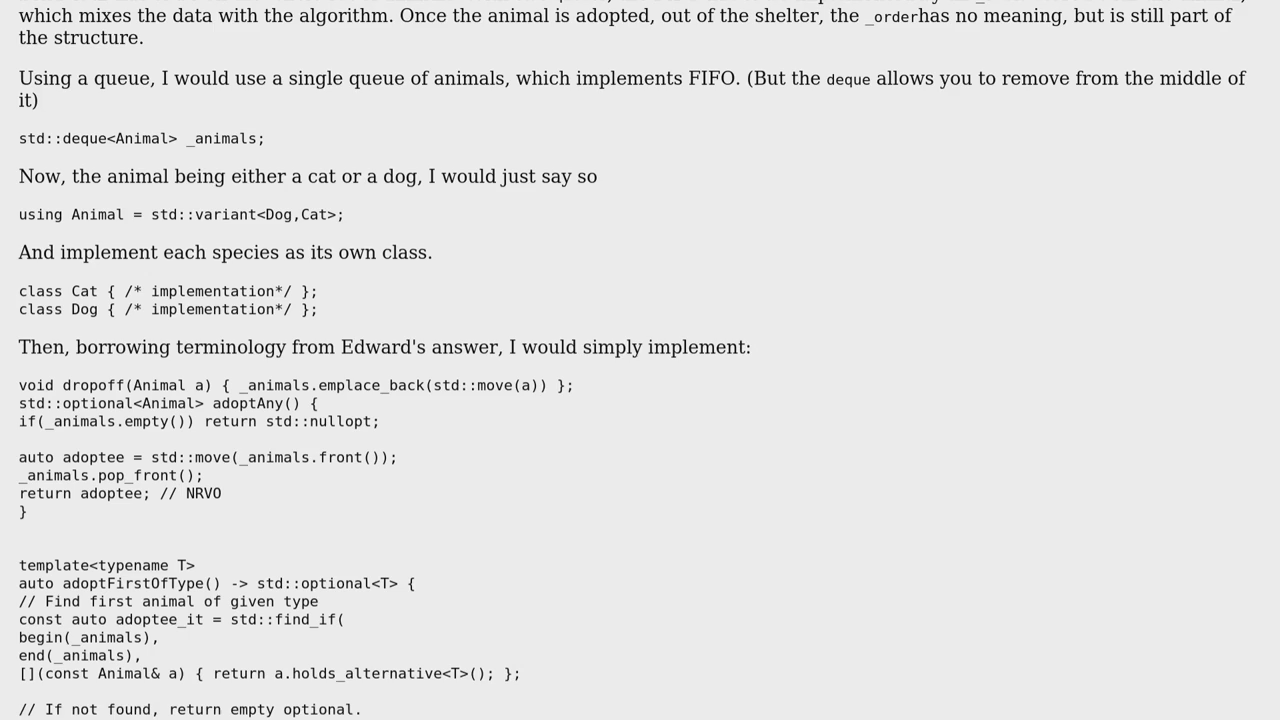 which mixes the data with the algorithm. Once the animal is adopted, out of the shelter, the _orderhas no meaning, but is still part of
the structure.
Using a queue, I would use a single queue of animals, which implements FIFO. (But the deque allows you to remove from the middle of
it)
std::deque<Animal> _animals;
Now, the animal being either a cat or a dog, I would just say so
using Animal = std::variant<Dog,Cat>;
And implement each species as its own class.
class Cat { /* implementation*/ };
class Dog { /* implementation*/ };
Then, borrowing terminology from Edward's answer, I would simply implement:
void dropoff(Animal a) { _animals.emplace_back(std::move(a)) };
std::optional<Animal> adoptAny() {
if(_animals.empty()) return std::nullopt;
auto adoptee = std::move(_animals.front());
_animals.pop_front();
return adoptee; // NRVO
}
template<typename T>
auto adoptFirstOfType() -> std::optional<T> {
// Find first animal of given type
const auto adoptee_it = std::find_if(
begin(_animals),
end(_animals),
[](const Animal& a) { return a.holds_alternative<T>(); };
// If not found, return empty optional.